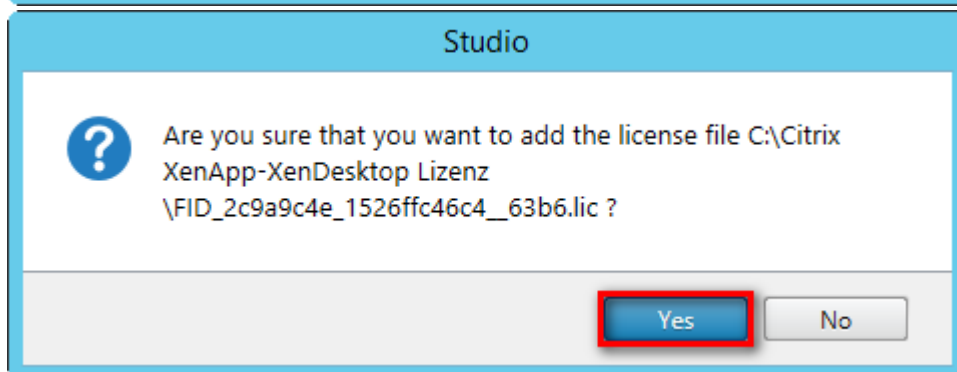 Studio
Are you sure that you want to add the license file C:\Citrix
XenApp-XenDesktop Lizenz
\FID_2c9a9c4e_1526ffc46c4__63b6.lic ?
Yes
No